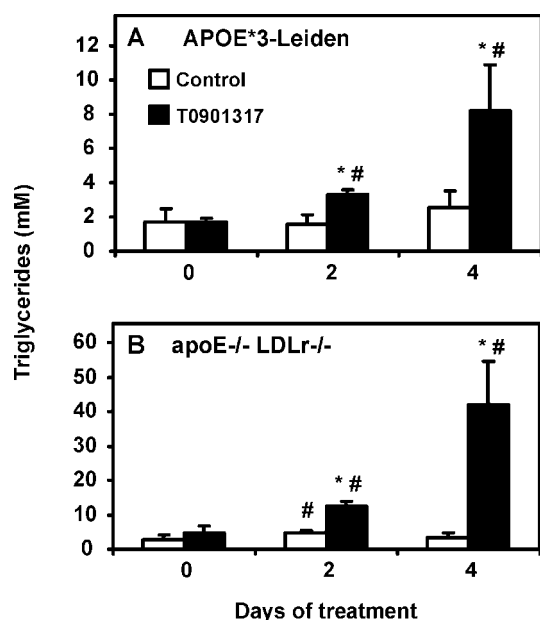 A APOE*3-Leiden
Control
T0901317
12
10
8
6
4
2
0
* #
* #
0 2 4
Triglycerides (mM)
B apoE-/- LDLr-/-
60
50
40
30
20
10
0
#
* #
* #
0 2 4
Days of treatment